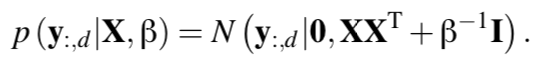 p (y:,d|X, β) = N (y:,d|0, XXᵀ + β⁻¹I) .